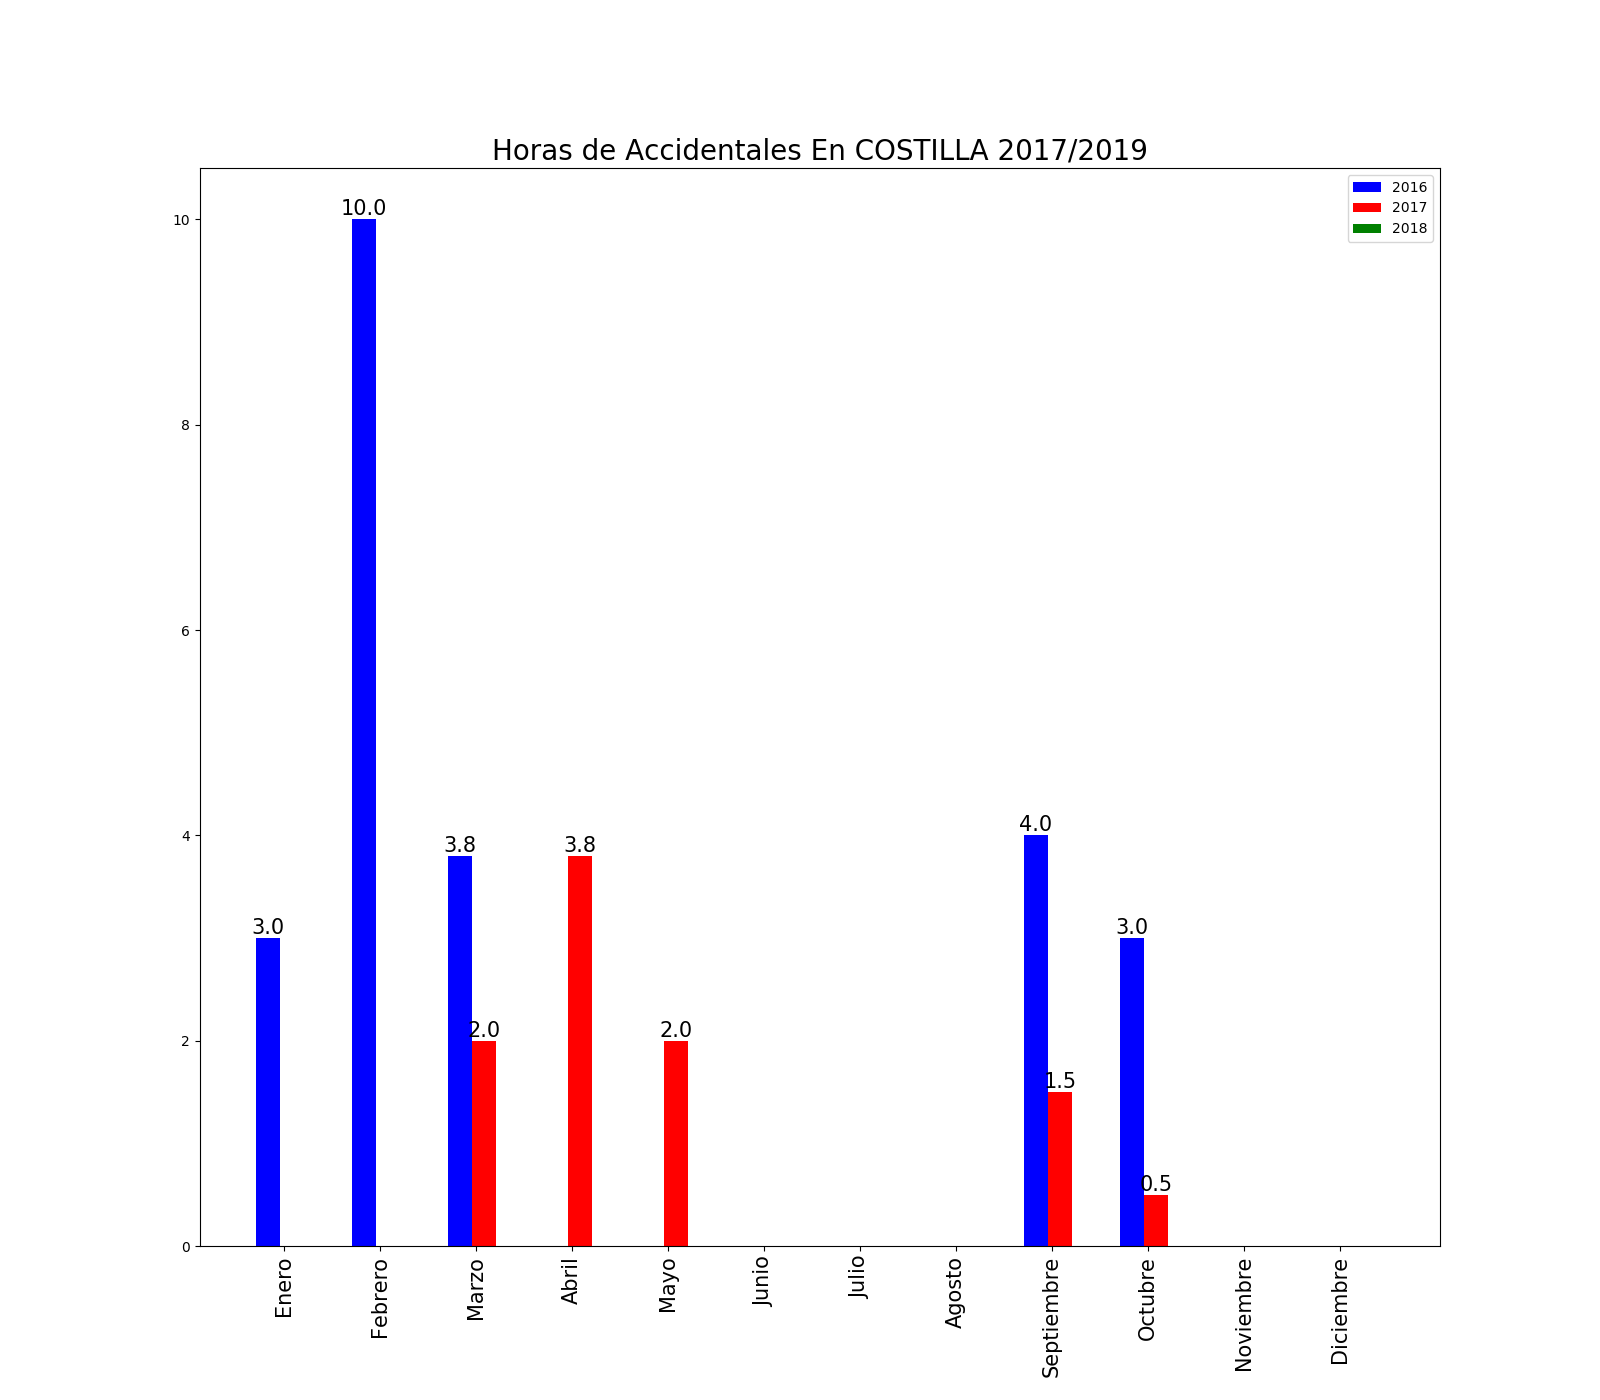 Horas de Accidentales En COSTILLA 2017/2019
2016
2017
2018
10
8
6
4
2
0
3.0
10.0
3.8
2.0
3.8
2.0
4.0
1.5
3.0
0.5
Enero
Febrero
Marzo
Abril
Mayo
Junio
Julio
Agosto
Septiembre
Octubre
Noviembre
Diciembre